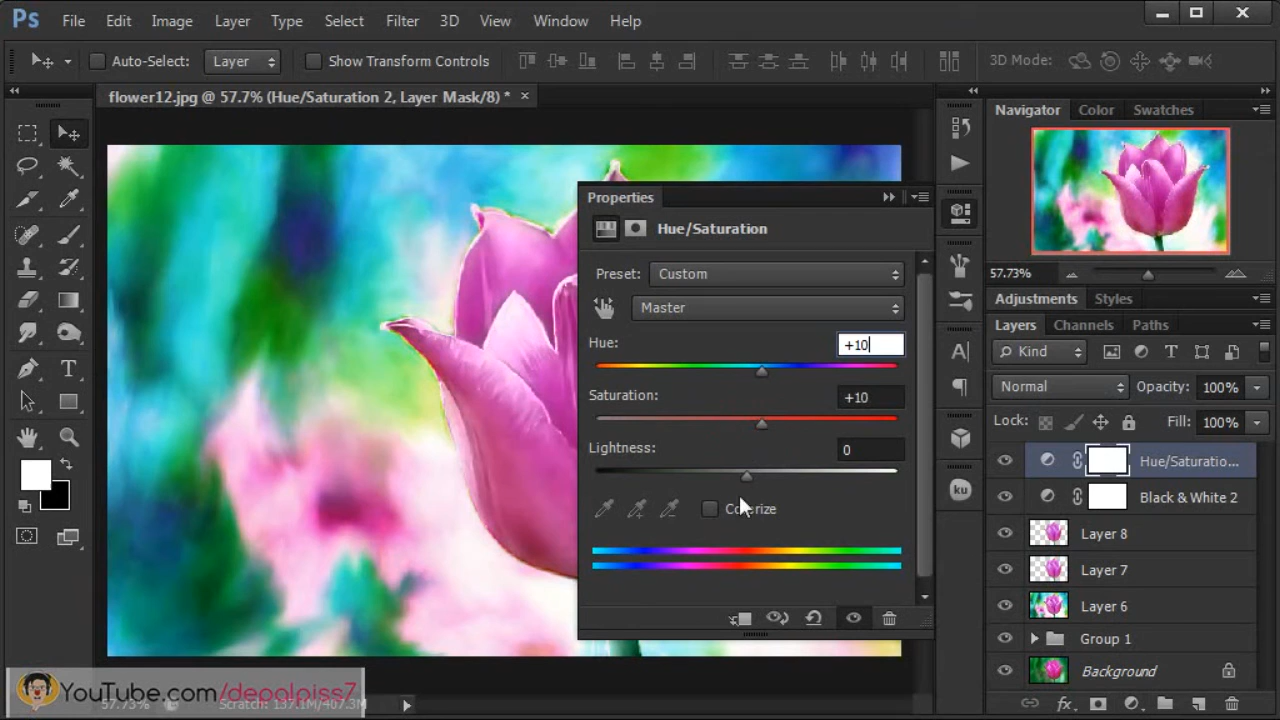 Ps File Edit Image Layer Type Select Filter 3D View Window Help
Auto-Select: Layer Show Transform Controls 3D Mode:
flower12.jpg @ 57.7% (Hue/Saturation 2, Layer Mask/8) * ×
Navigator Color Swatches
57.73%
Properties
Hue/Saturation
Preset: Custom
Master
Hue: +10
Saturation: +10
Lightness: 0
Colorize
Adjustments Styles
Layers Channels Paths
Kind
Normal Opacity: 100%
Lock: Fill: 100%
Hue/Saturatio...
Black & White 2
Layer 8
Layer 7
Layer 6
Group 1
Background
ku
YouTube.com/depalpiss7
57.73% Scratch: 137.1M/407.3M